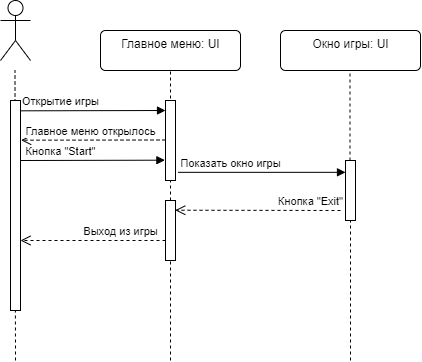 Главное меню: UI
Окно игры: UI
Открытие игры
Главное меню открылось
Кнопка "Start"
Показать окно игры
Кнопка "Exit"
Выход из игры